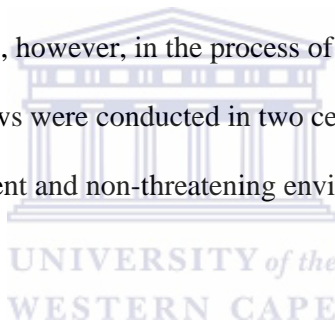 , however, in the process of
ws were conducted in two ce
ent and non-threatening envi
UNIVERSITY of the
WESTERN CAPE